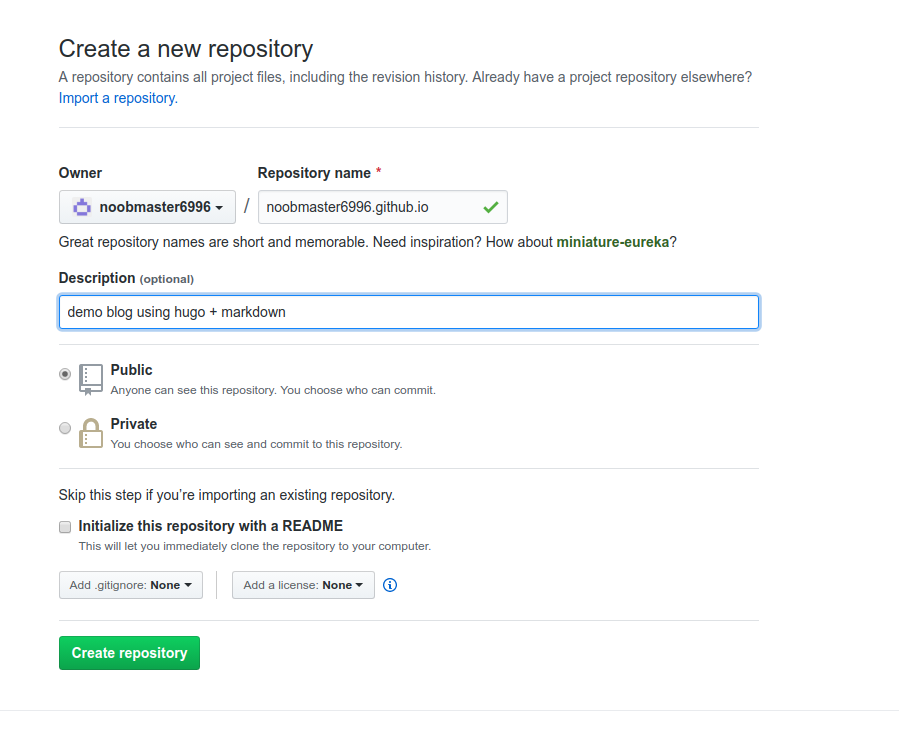 Create a new repository
A repository contains all project files, including the revision history. Already have a project repository elsewhere?
Import a repository.
Owner Repository name *
noobmaster6996 / noobmaster6996.github.io
Great repository names are short and memorable. Need inspiration? How about miniature-eureka?
Description (optional)
demo blog using hugo + markdown
Public
Anyone can see this repository. You choose who can commit.
Private
You choose who can see and commit to this repository.
Skip this step if you’re importing an existing repository.
Initialize this repository with a README
This will let you immediately clone the repository to your computer.
Add .gitignore: None Add a license: None
Create repository